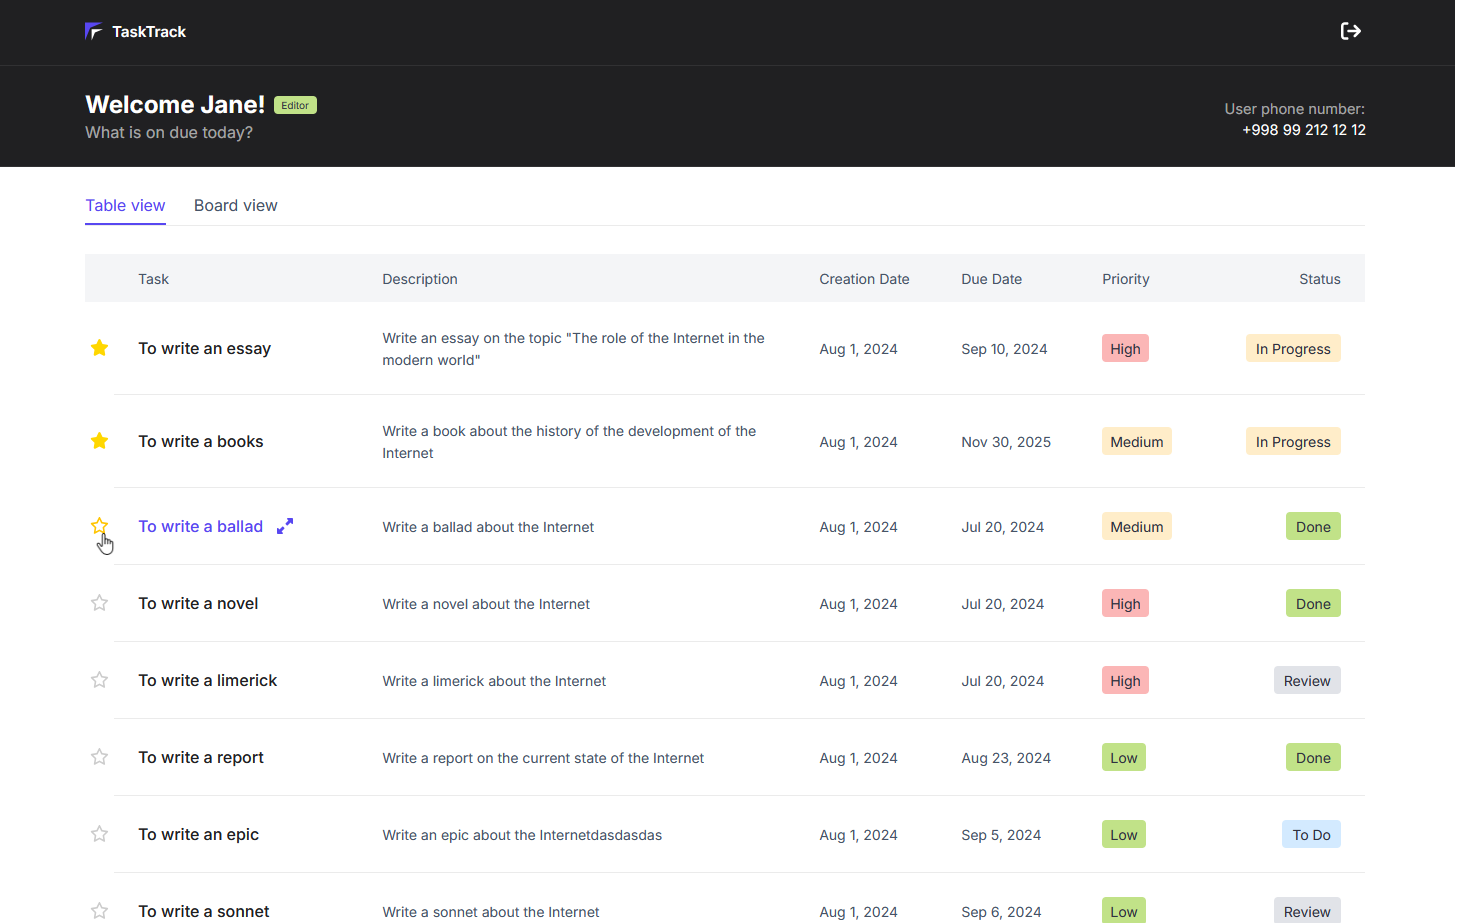 TaskTrack
Welcome Jane! Editor
What is on due today?
User phone number:
+998 99 212 12 12
Table view Board view
Task Description Creation Date Due Date Priority Status
To write an essay Write an essay on the topic "The role of the Internet in the
modern world" Aug 1, 2024 Sep 10, 2024 High In Progress
To write a books Write a book about the history of the development of the
Internet Aug 1, 2024 Nov 30, 2025 Medium In Progress
To write a ballad Write a ballad about the Internet Aug 1, 2024 Jul 20, 2024 Medium Done
To write a novel Write a novel about the Internet Aug 1, 2024 Jul 20, 2024 High Done
To write a limerick Write a limerick about the Internet Aug 1, 2024 Jul 20, 2024 High Review
To write a report Write a report on the current state of the Internet Aug 1, 2024 Aug 23, 2024 Low Done
To write an epic Write an epic about the Internetdasdasdas Aug 1, 2024 Sep 5, 2024 Low To Do
To write a sonnet Write a sonnet about the Internet Aug 1, 2024 Sep 6, 2024 Low Review